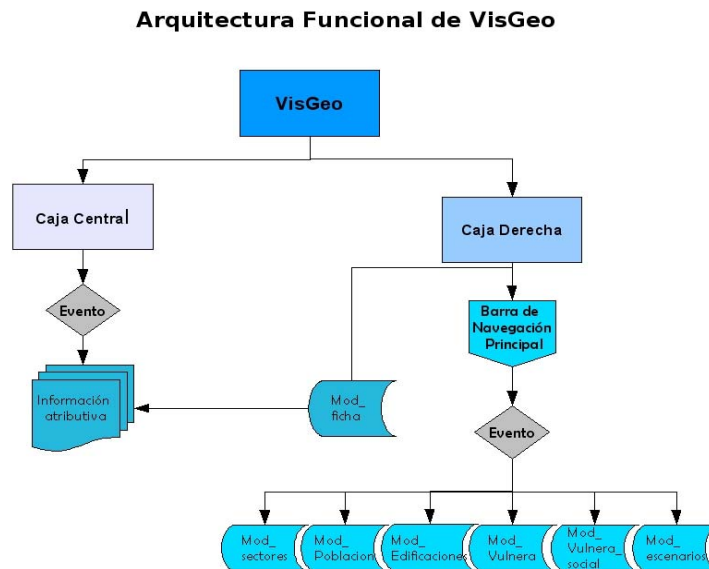 Arquitectura Funcional de VisGeo
VisGeo
Caja Central
Caja Derecha
Evento
Barra de
Navegación
Principal
Información
atributiva
Mod_
ficha
Evento
Mod_
sectores
Mod_
Poblacion
Mod_
Edificaciones
Mod_
Vulnera
Mod_
Vulnera_
social
Mod_
escenarios